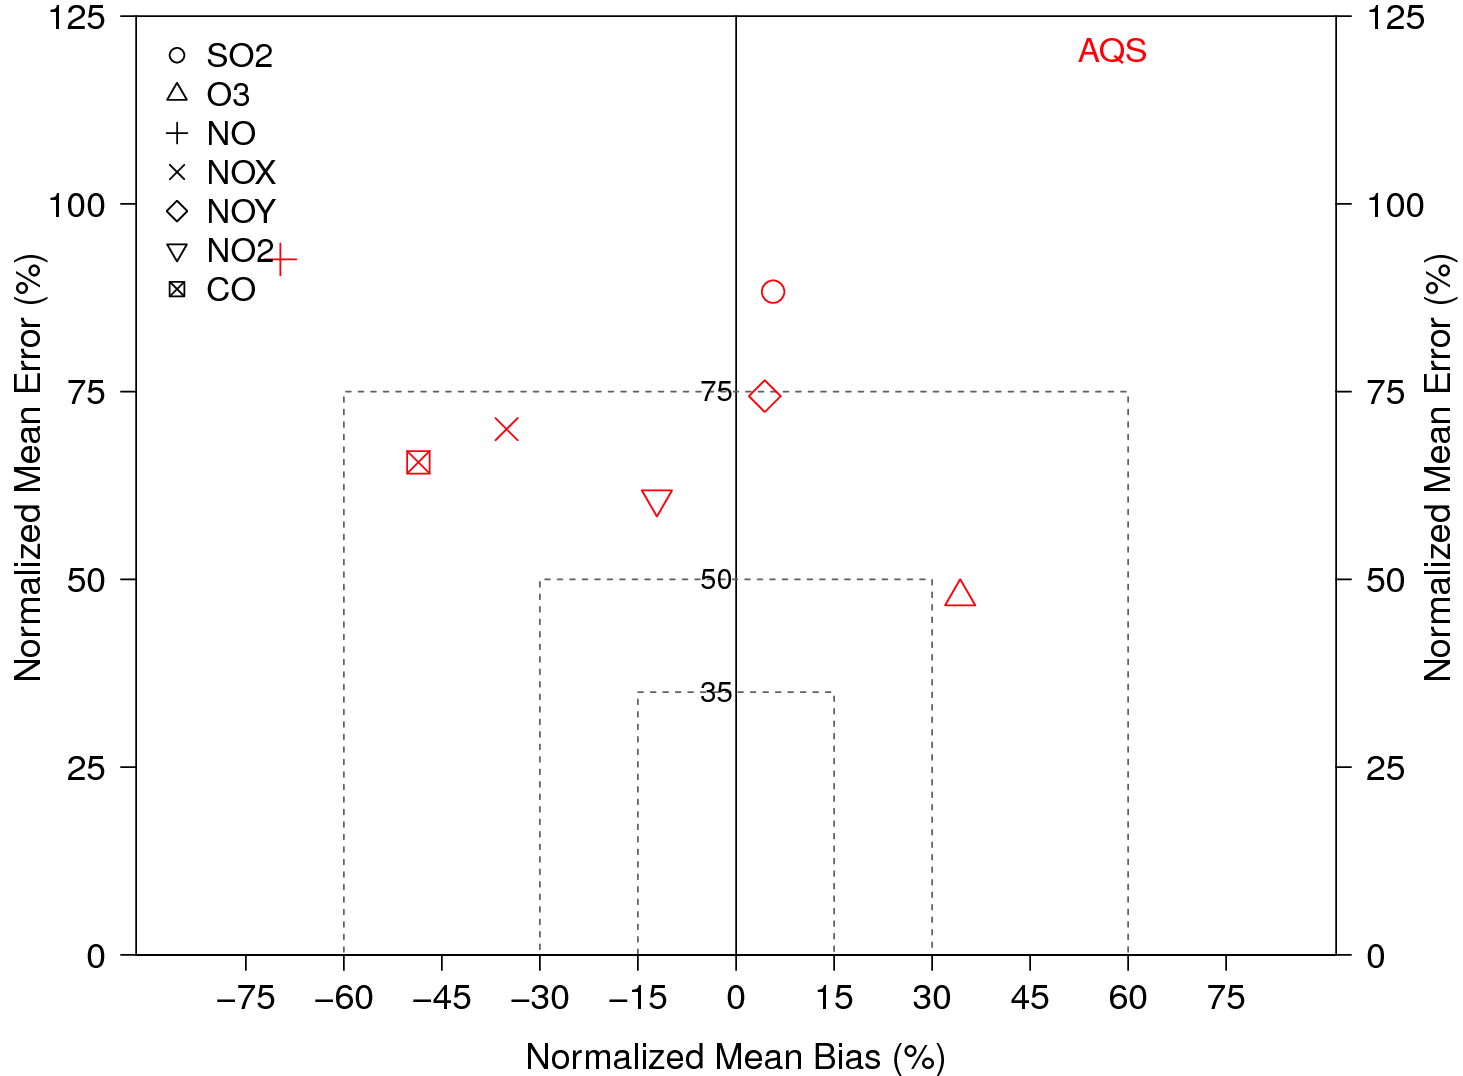 125
125
AQS
SO2
O3
NO
NOX
NOY
NO2
CO
100
100
75
75
75
50
50
50
35
25
25
0
0
Normalized Mean Error (%)
Normalized Mean Error (%)
−75 −60 −45 −30 −15 0 15 30 45 60 75
Normalized Mean Bias (%)